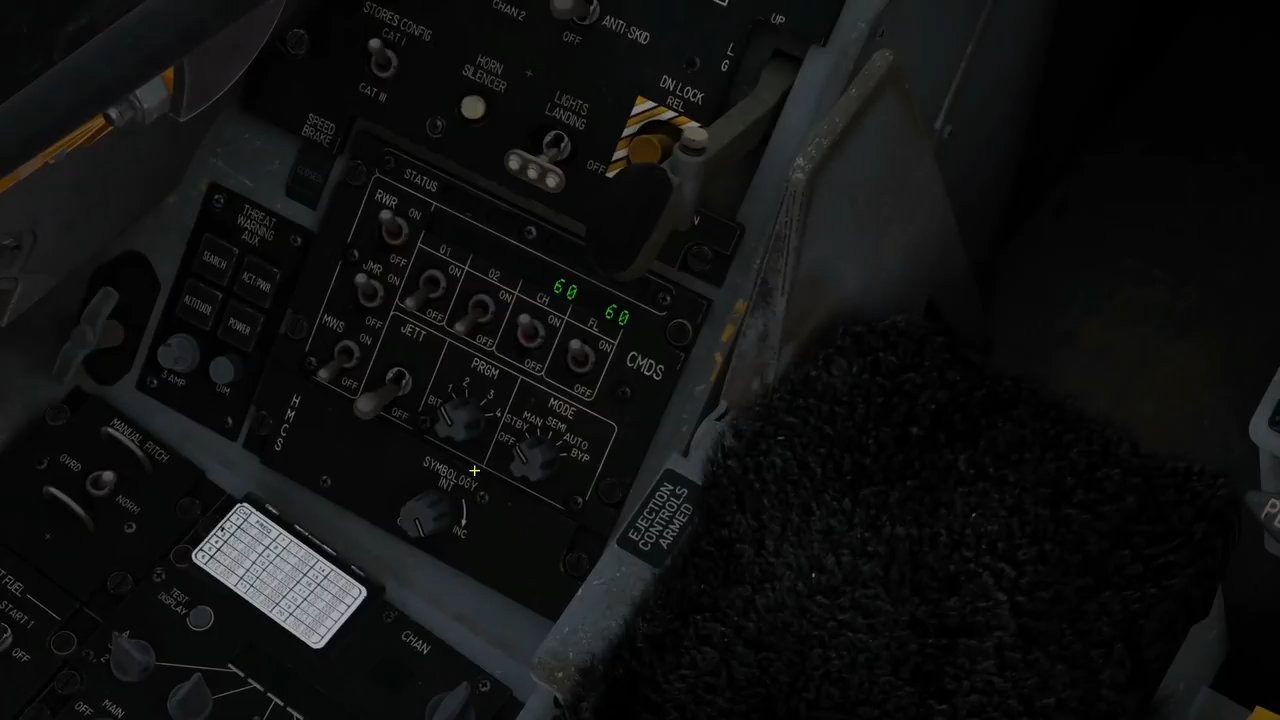 CHAN 2
OFF
ANTI-SKID
UP
STORES CONFIG
CAT I
CAT III
HORN
SILENCER
LIGHTS
LANDING
OFF
L
G
DN LOCK
REL
SPEED
BRAKE
CLOSED
STATUS
THREAT
WARNING
AUX
SEARCH
ACT/PWR
ALTITUDE
POWER
DIM
RWR
ON
OFF
JMR
ON
OFF
MWS
ON
OFF
01
ON
OFF
02
ON
OFF
CH
ON
OFF
FL
ON
OFF
60
60
CMDS
JETT
OFF
PRGM
BIT
1
2
3
4
MODE
OFF
STBY
MAN
SEMI
AUTO
BYP
HMCS
SYMBOLOGY
INT
INC
MANUAL PITCH
OVRD
NORM
EJECTION
CONTROLS
ARMED
CH
FREQ
TEST
DISPLAY
CHAN
FUEL
START 1
OFF
MAIN
OFF